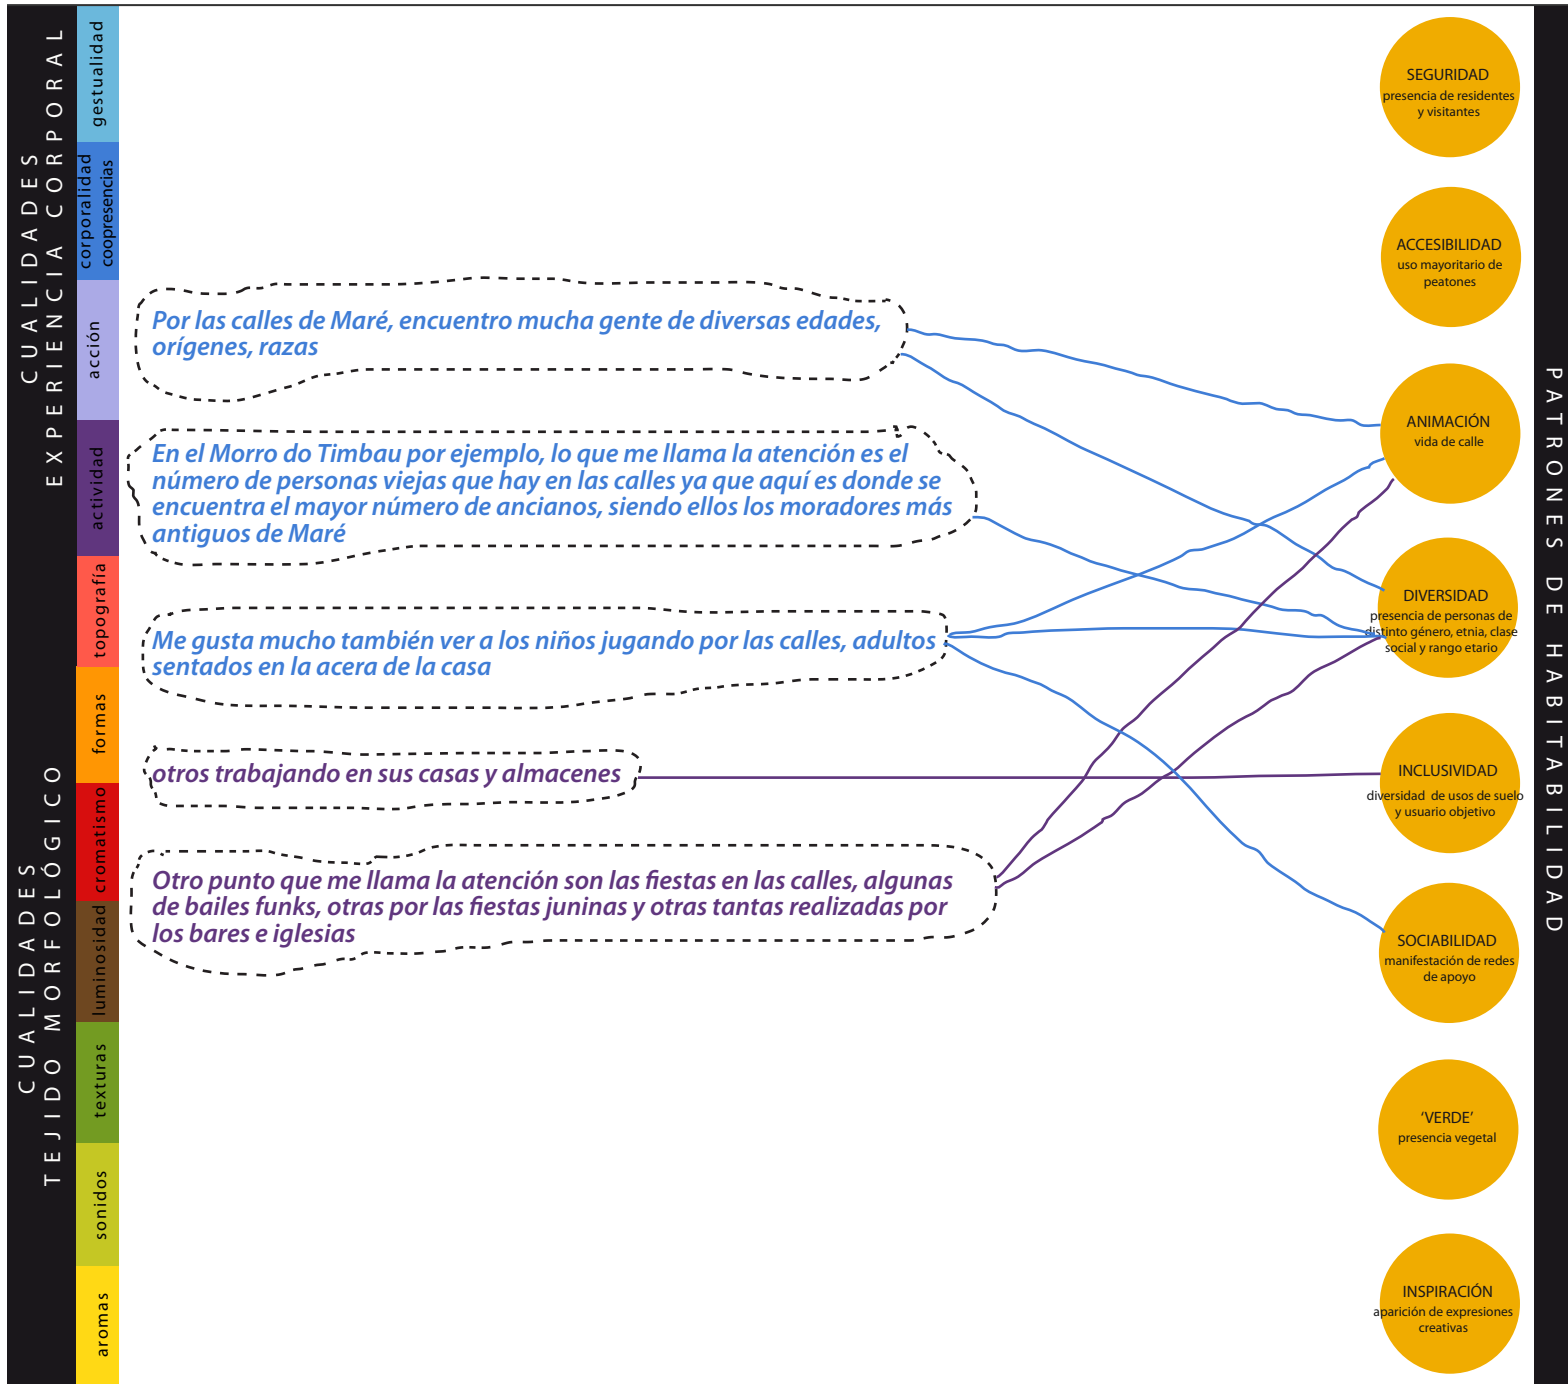 CUALIDADES
EXPERIENCIA CORPORAL
CUALIDADES
TEJIDO MORFOLÓGICO
gestualidad
corporalidad
coopresencias
acción
actividad
topografía
formas
cromatismo
luminosidad
texturas
sonidos
aromas
Por las calles de Maré, encuentro mucha gente de diversas edades,
orígenes, razas
En el Morro do Timbau por ejemplo, lo que me llama la atención es el
número de personas viejas que hay en las calles ya que aquí es donde se
encuentra el mayor número de ancianos, siendo ellos los moradores más
antiguos de Maré
Me gusta mucho también ver a los niños jugando por las calles, adultos
sentados en la acera de la casa
otros trabajando en sus casas y almacenes
Otro punto que me llama la atención son las fiestas en las calles, algunas
de bailes funks, otras por las fiestas juninas y otras tantas realizadas por
los bares e iglesias
SEGURIDAD
presencia de residentes
y visitantes
ACCESIBILIDAD
uso mayoritario de
peatones
ANIMACIÓN
vida de calle
DIVERSIDAD
presencia de personas de
distinto género, etnia, clase
social y rango etario
INCLUSIVIDAD
diversidad de usos de suelo
y usuario objetivo
SOCIABILIDAD
manifestación de redes
de apoyo
‘VERDE’
presencia vegetal
INSPIRACIÓN
aparición de expresiones
creativas
PATRONES DE HABITABILIDAD